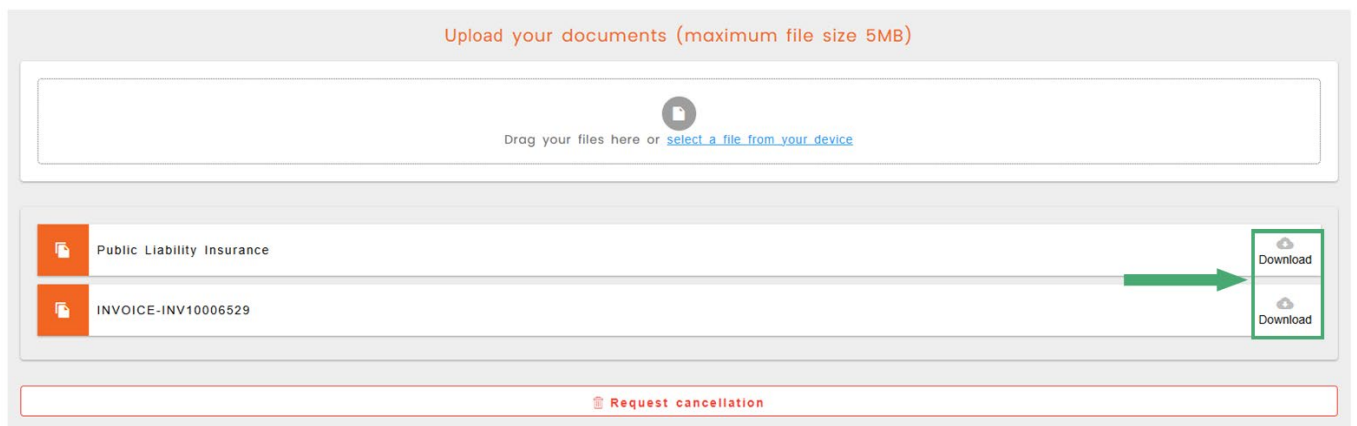 Upload your documents (maximum file size 5MB)
Drag your files here or select a file from your device
Public Liability Insurance
Download
INVOICE-INV10006529
Download
Request cancellation